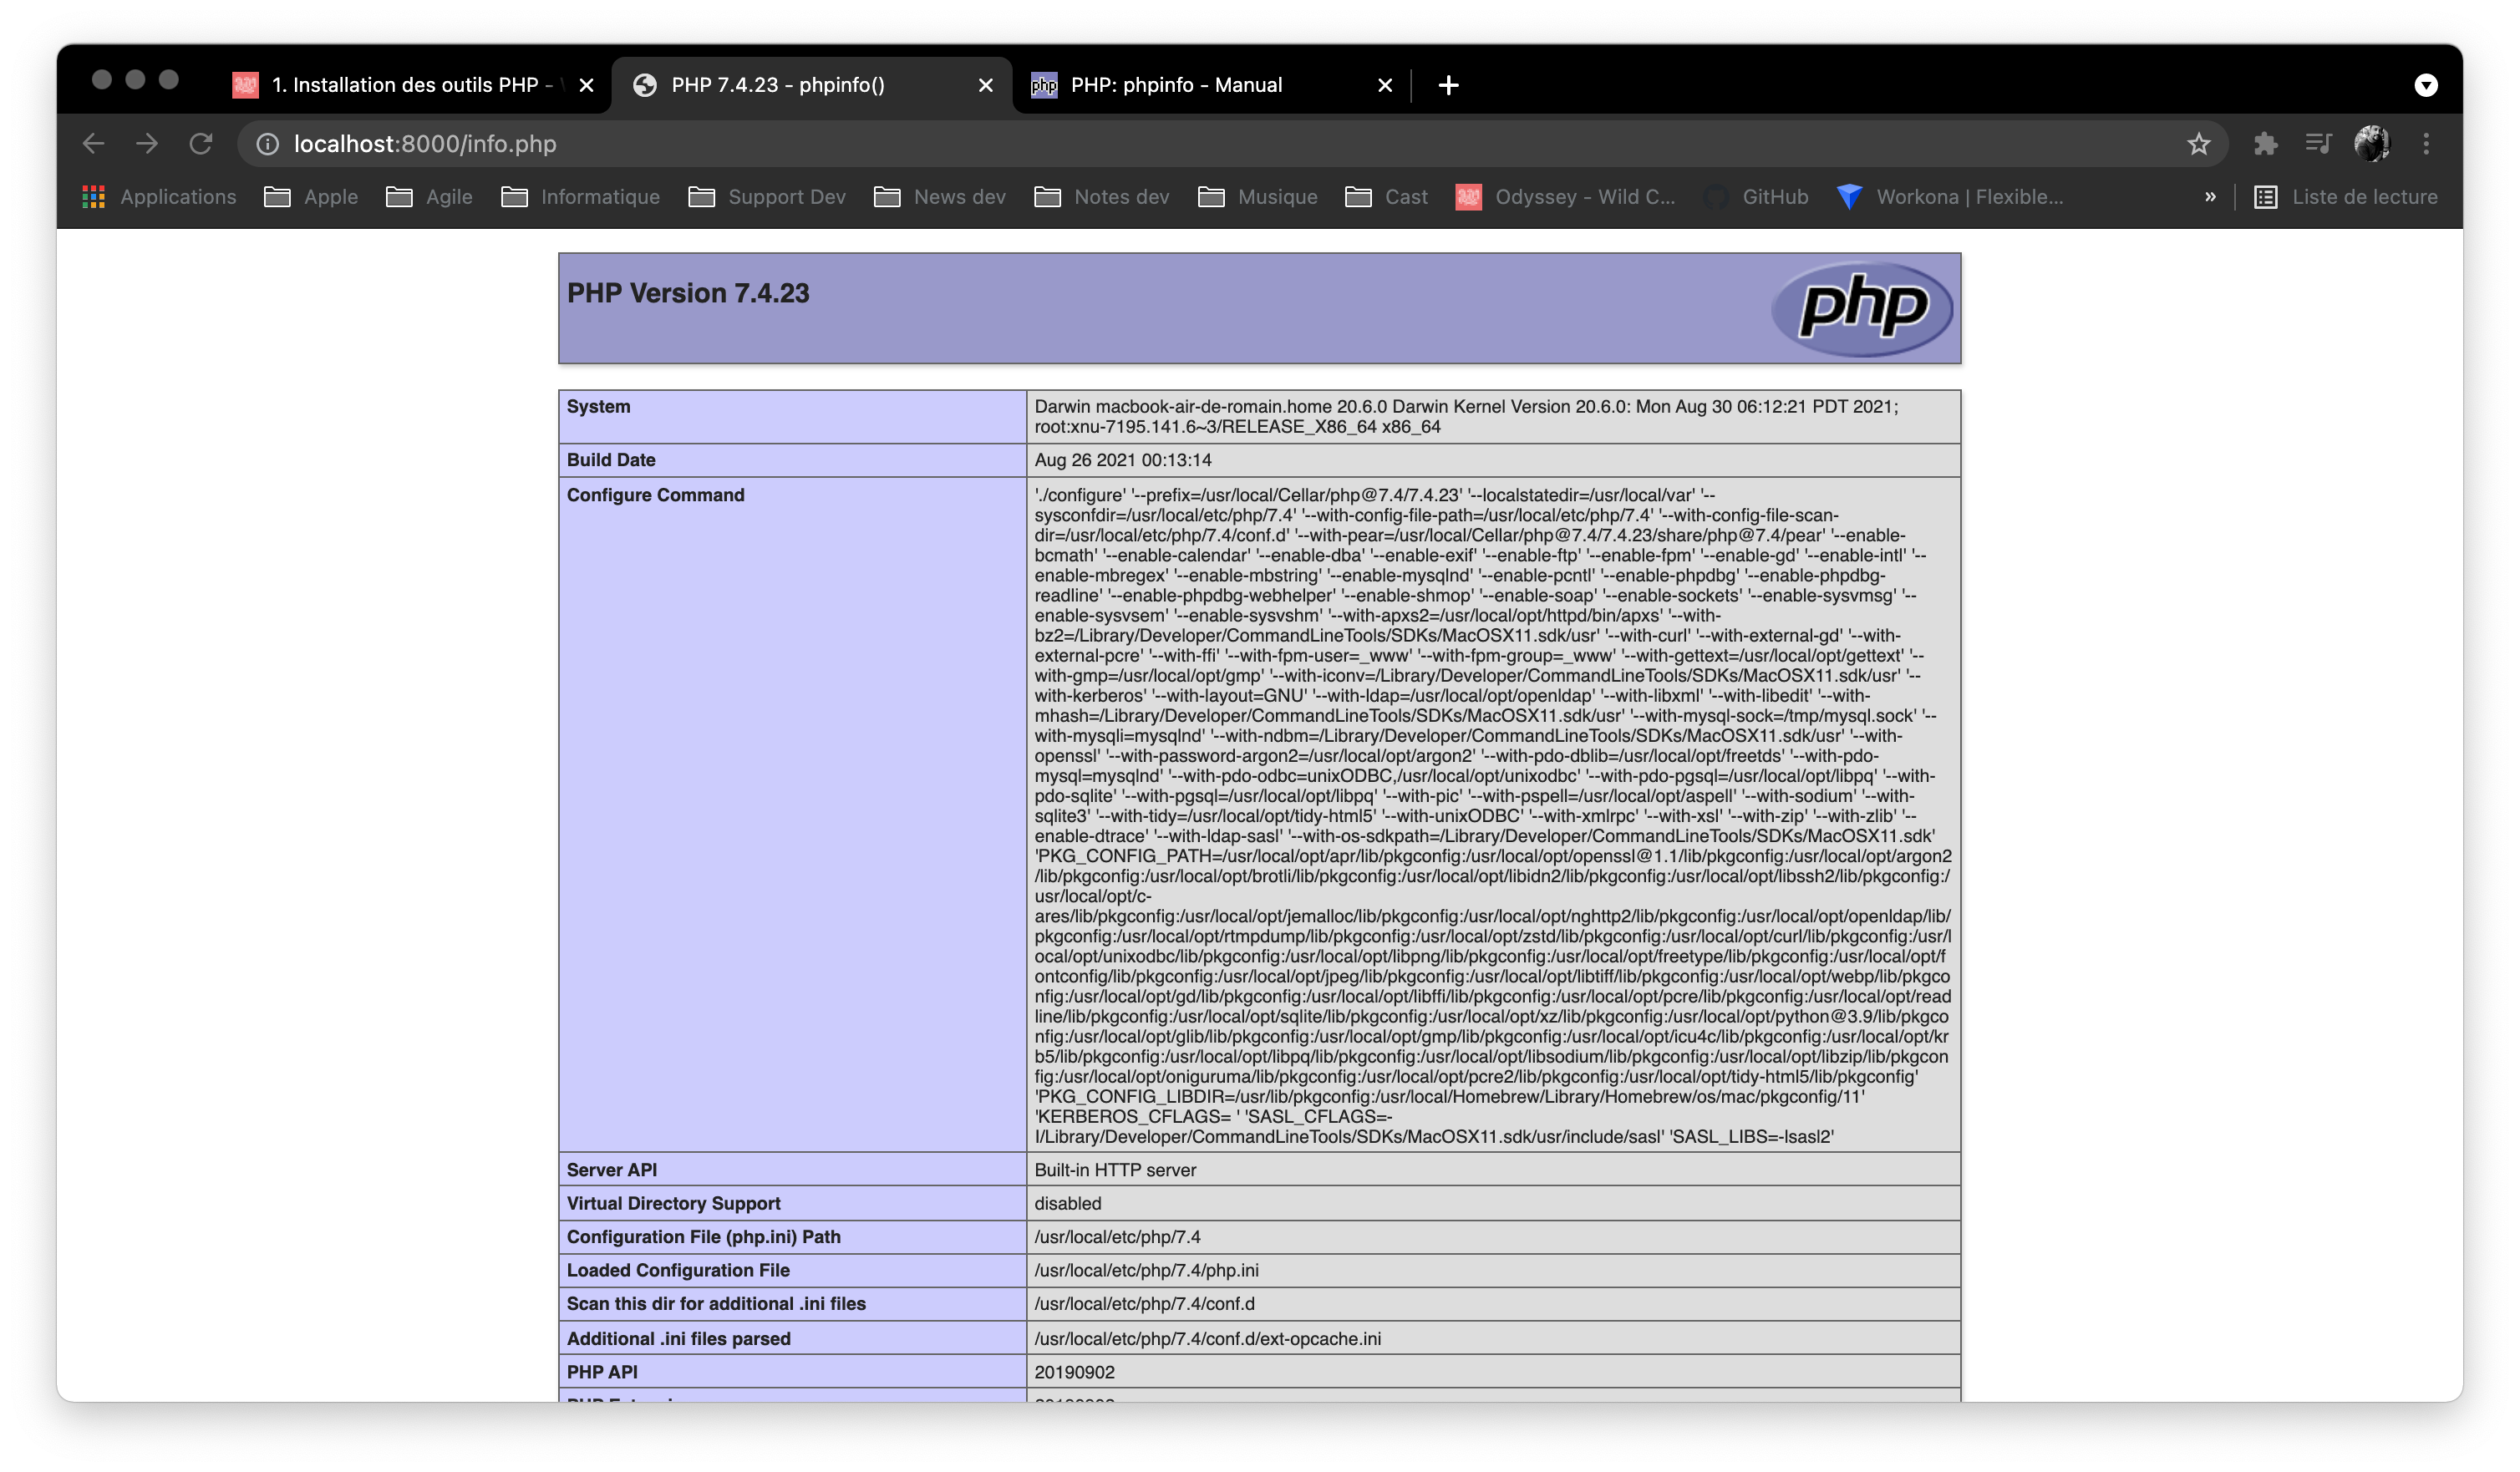 1. Installation des outils PHP -
PHP 7.4.23 - phpinfo()
php
PHP: phpinfo - Manual
localhost:8000/info.php
Applications
Apple
Agile
Informatique
Support Dev
News dev
Notes dev
Musique
Cast
Odyssey - Wild C...
GitHub
Workona | Flexible...
»
Liste de lecture
PHP Version 7.4.23
php
System
Darwin macbook-air-de-romain.home 20.6.0 Darwin Kernel Version 20.6.0: Mon Aug 30 06:12:21 PDT 2021;
root:xnu-7195.141.6~3/RELEASE_X86_64 x86_64
Build Date
Aug 26 2021 00:13:14
Configure Command
'./configure' '--prefix=/usr/local/Cellar/php@7.4/7.4.23' '--localstatedir=/usr/local/var' '--
sysconfdir=/usr/local/etc/php/7.4' '--with-config-file-path=/usr/local/etc/php/7.4' '--with-config-file-scan-
dir=/usr/local/etc/php/7.4/conf.d' '--with-pear=/usr/local/Cellar/php@7.4/7.4.23/share/php@7.4/pear' '--enable-
bcmath' '--enable-calendar' '--enable-dba' '--enable-exif' '--enable-ftp' '--enable-fpm' '--enable-gd' '--enable-intl' '--
enable-mbregex' '--enable-mbstring' '--enable-mysqlnd' '--enable-pcntl' '--enable-phpdbg' '--enable-phpdbg-
readline' '--enable-phpdbg-webhelper' '--enable-shmop' '--enable-soap' '--enable-sockets' '--enable-sysvmsg' '--
enable-sysvsem' '--enable-sysvshm' '--with-apxs2=/usr/local/opt/httpd/bin/apxs' '--with-
bz2=/Library/Developer/CommandLineTools/SDKs/MacOSX11.sdk/usr' '--with-curl' '--with-external-gd' '--with-
external-pcre' '--with-ffi' '--with-fpm-user=_www' '--with-fpm-group=_www' '--with-gettext=/usr/local/opt/gettext' '--
with-gmp=/usr/local/opt/gmp' '--with-iconv=/Library/Developer/CommandLineTools/SDKs/MacOSX11.sdk/usr' '--
with-kerberos' '--with-layout=GNU' '--with-ldap=/usr/local/opt/openldap' '--with-libxml' '--with-libedit' '--with-
mhash=/Library/Developer/CommandLineTools/SDKs/MacOSX11.sdk/usr' '--with-mysql-sock=/tmp/mysql.sock' '--
with-mysqli=mysqlnd' '--with-ndbm=/Library/Developer/CommandLineTools/SDKs/MacOSX11.sdk/usr' '--with-
openssl' '--with-password-argon2=/usr/local/opt/argon2' '--with-pdo-dblib=/usr/local/opt/freetds' '--with-pdo-
mysql=mysqlnd' '--with-pdo-odbc=unixODBC,/usr/local/opt/unixodbc' '--with-pdo-pgsql=/usr/local/opt/libpq' '--with-
pdo-sqlite' '--with-pgsql=/usr/local/opt/libpq' '--with-pic' '--with-pspell=/usr/local/opt/aspell' '--with-sodium' '--with-
sqlite3' '--with-tidy=/usr/local/opt/tidy-html5' '--with-unixODBC' '--with-xmlrpc' '--with-xsl' '--with-zip' '--with-zlib' '--
enable-dtrace' '--with-ldap-sasl' '--with-os-sdkpath=/Library/Developer/CommandLineTools/SDKs/MacOSX11.sdk'
'PKG_CONFIG_PATH=/usr/local/opt/apr/lib/pkgconfig:/usr/local/opt/openssl@1.1/lib/pkgconfig:/usr/local/opt/argon2
/lib/pkgconfig:/usr/local/opt/brotli/lib/pkgconfig:/usr/local/opt/libidn2/lib/pkgconfig:/usr/local/opt/libssh2/lib/pkgconfig:/
usr/local/opt/c-
ares/lib/pkgconfig:/usr/local/opt/jemalloc/lib/pkgconfig:/usr/local/opt/nghttp2/lib/pkgconfig:/usr/local/opt/openldap/lib/
pkgconfig:/usr/local/opt/rtmpdump/lib/pkgconfig:/usr/local/opt/zstd/lib/pkgconfig:/usr/local/opt/curl/lib/pkgconfig:/usr/l
ocal/opt/unixodbc/lib/pkgconfig:/usr/local/opt/libpng/lib/pkgconfig:/usr/local/opt/freetype/lib/pkgconfig:/usr/local/opt/f
ontconfig/lib/pkgconfig:/usr/local/opt/jpeg/lib/pkgconfig:/usr/local/opt/libtiff/lib/pkgconfig:/usr/local/opt/webp/lib/pkgco
nfig:/usr/local/opt/gd/lib/pkgconfig:/usr/local/opt/libffi/lib/pkgconfig:/usr/local/opt/pcre/lib/pkgconfig:/usr/local/opt/read
line/lib/pkgconfig:/usr/local/opt/sqlite/lib/pkgconfig:/usr/local/opt/xz/lib/pkgconfig:/usr/local/opt/python@3.9/lib/pkgco
nfig:/usr/local/opt/glib/lib/pkgconfig:/usr/local/opt/gmp/lib/pkgconfig:/usr/local/opt/icu4c/lib/pkgconfig:/usr/local/opt/kr
b5/lib/pkgconfig:/usr/local/opt/libpq/lib/pkgconfig:/usr/local/opt/libsodium/lib/pkgconfig:/usr/local/opt/libzip/lib/pkgcon
fig:/usr/local/opt/oniguruma/lib/pkgconfig:/usr/local/opt/pcre2/lib/pkgconfig:/usr/local/opt/tidy-html5/lib/pkgconfig'
'PKG_CONFIG_LIBDIR=/usr/lib/pkgconfig:/usr/local/Homebrew/Library/Homebrew/os/mac/pkgconfig/11'
'KERBEROS_CFLAGS= ' 'SASL_CFLAGS=-
I/Library/Developer/CommandLineTools/SDKs/MacOSX11.sdk/usr/include/sasl' 'SASL_LIBS=-lsasl2'
Server API
Built-in HTTP server
Virtual Directory Support
disabled
Configuration File (php.ini) Path
/usr/local/etc/php/7.4
Loaded Configuration File
/usr/local/etc/php/7.4/php.ini
Scan this dir for additional .ini files
/usr/local/etc/php/7.4/conf.d
Additional .ini files parsed
/usr/local/etc/php/7.4/conf.d/ext-opcache.ini
PHP API
20190902